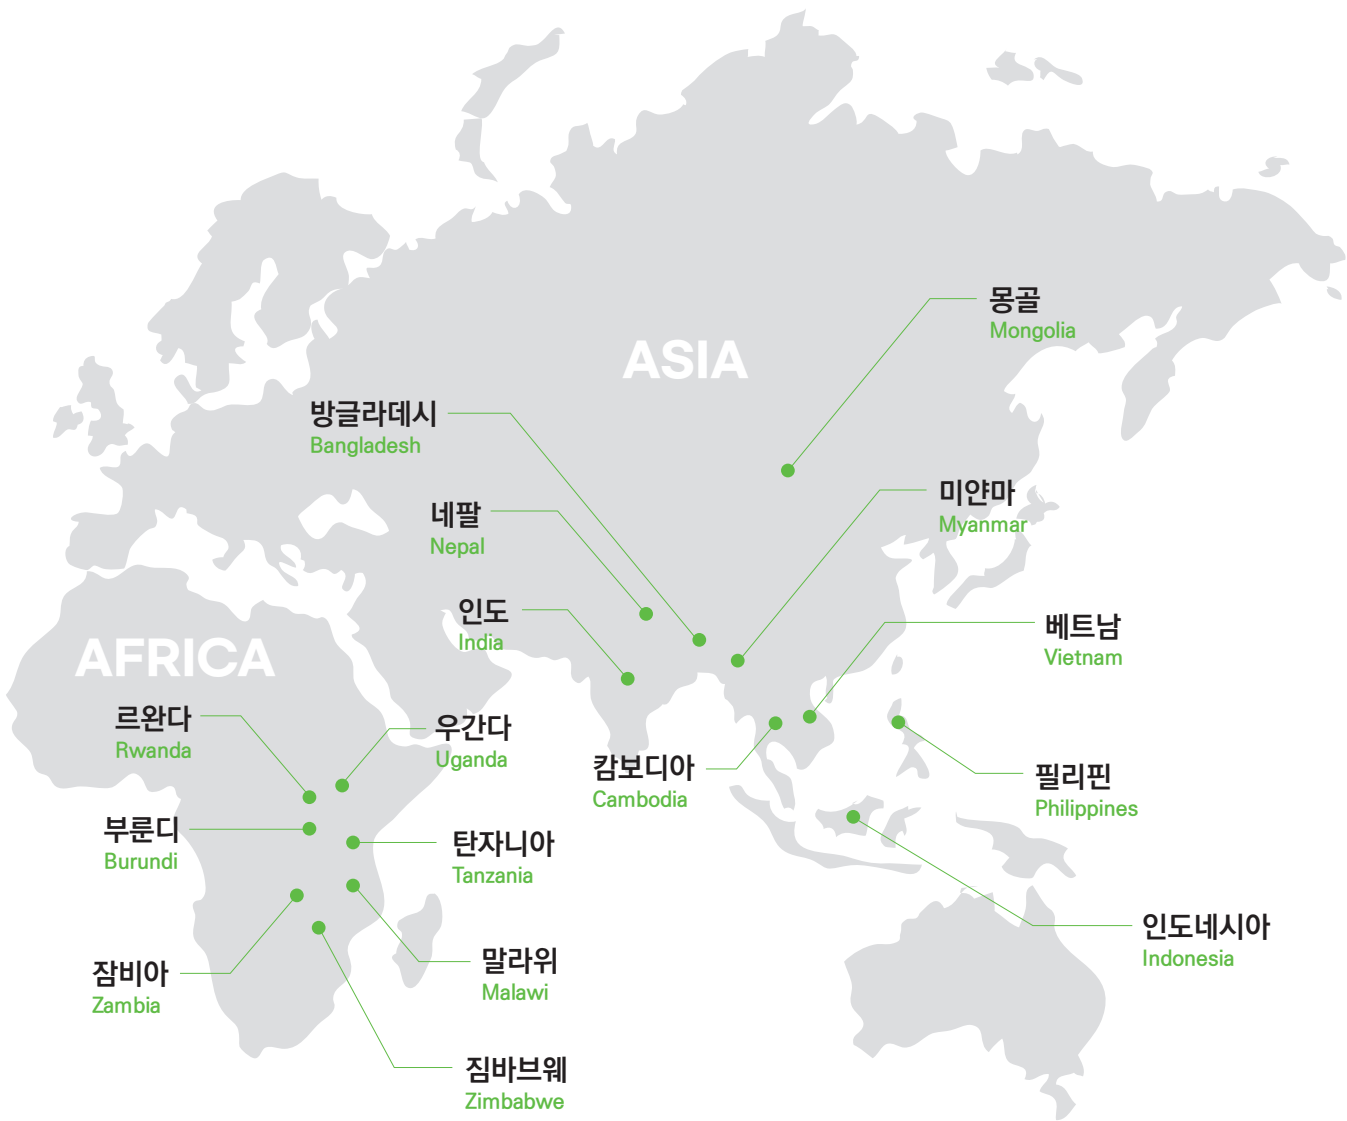 몽골
Mongolia
ASIA
방글라데시
Bangladesh
미얀마
Myanmar
네팔
Nepal
인도
India
베트남
Vietnam
AFRICA
르완다
Rwanda
우간다
Uganda
캄보디아
Cambodia
필리핀
Philippines
부룬디
Burundi
탄자니아
Tanzania
인도네시아
Indonesia
말라위
Malawi
잠비아
Zambia
짐바브웨
Zimbabwe